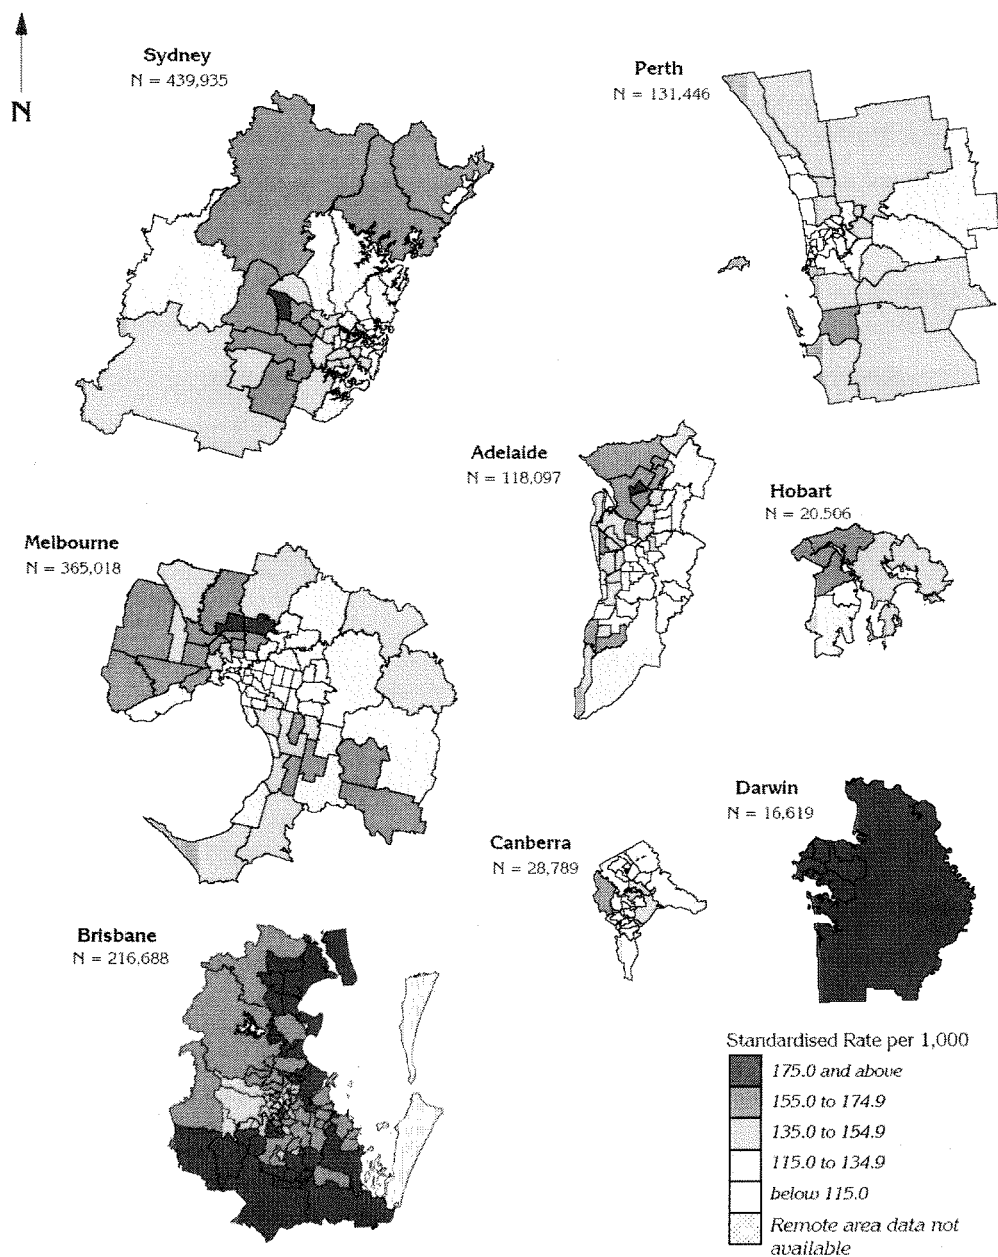 Sydney
N = 439,935
Perth
N = 131,446
N
Adelaide
N = 118,097
Hobart
N = 20,506
Melbourne
N = 365,018
Darwin
N = 16,619
Canberra
N = 28,789
Brisbane
N = 216,688
Standardised Rate per 1,000
175.0 and above
155.0 to 174.9
135.0 to 154.9
115.0 to 134.9
below 115.0
Remote area data not
available